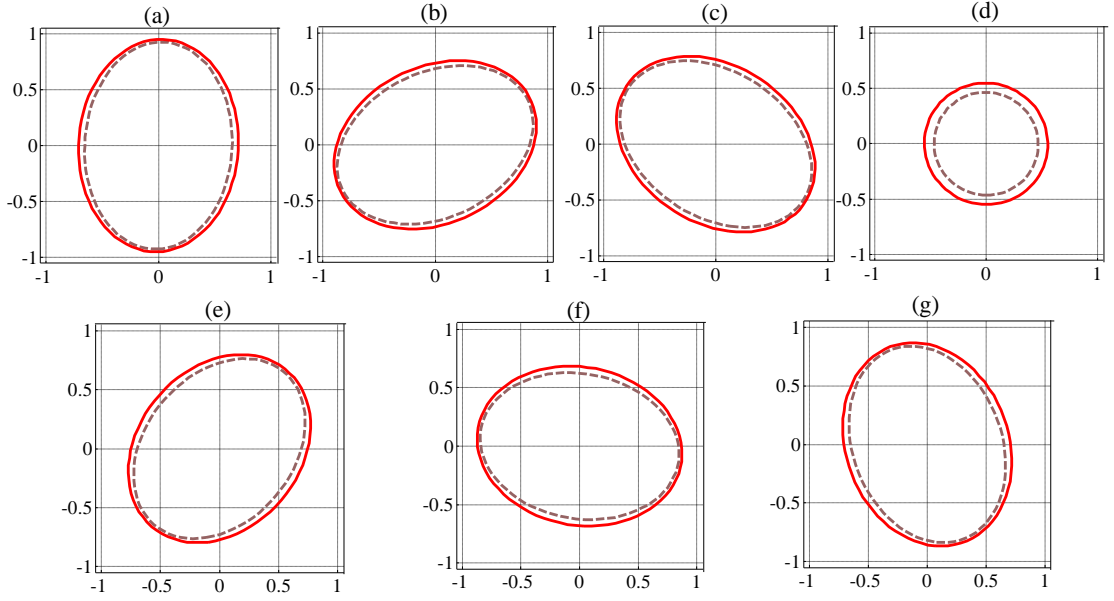 (a) (b) (c) (d)
1 1 1 1
0.5 0.5 0.5 0.5
0 0 0 0
-0.5 -0.5 -0.5 -0.5
-1 -1 -1 -1
-1 0 1 -1 0 1 -1 0 1 -1 0 1
(e) (f) (g)
1 1 1
0.5 0.5 0.5
0 0 0
-0.5 -0.5 -0.5
-1 -1 -1
-1 -0.5 0 0.5 1 -1 -0.5 0 0.5 1 -1 -0.5 0 0.5 1